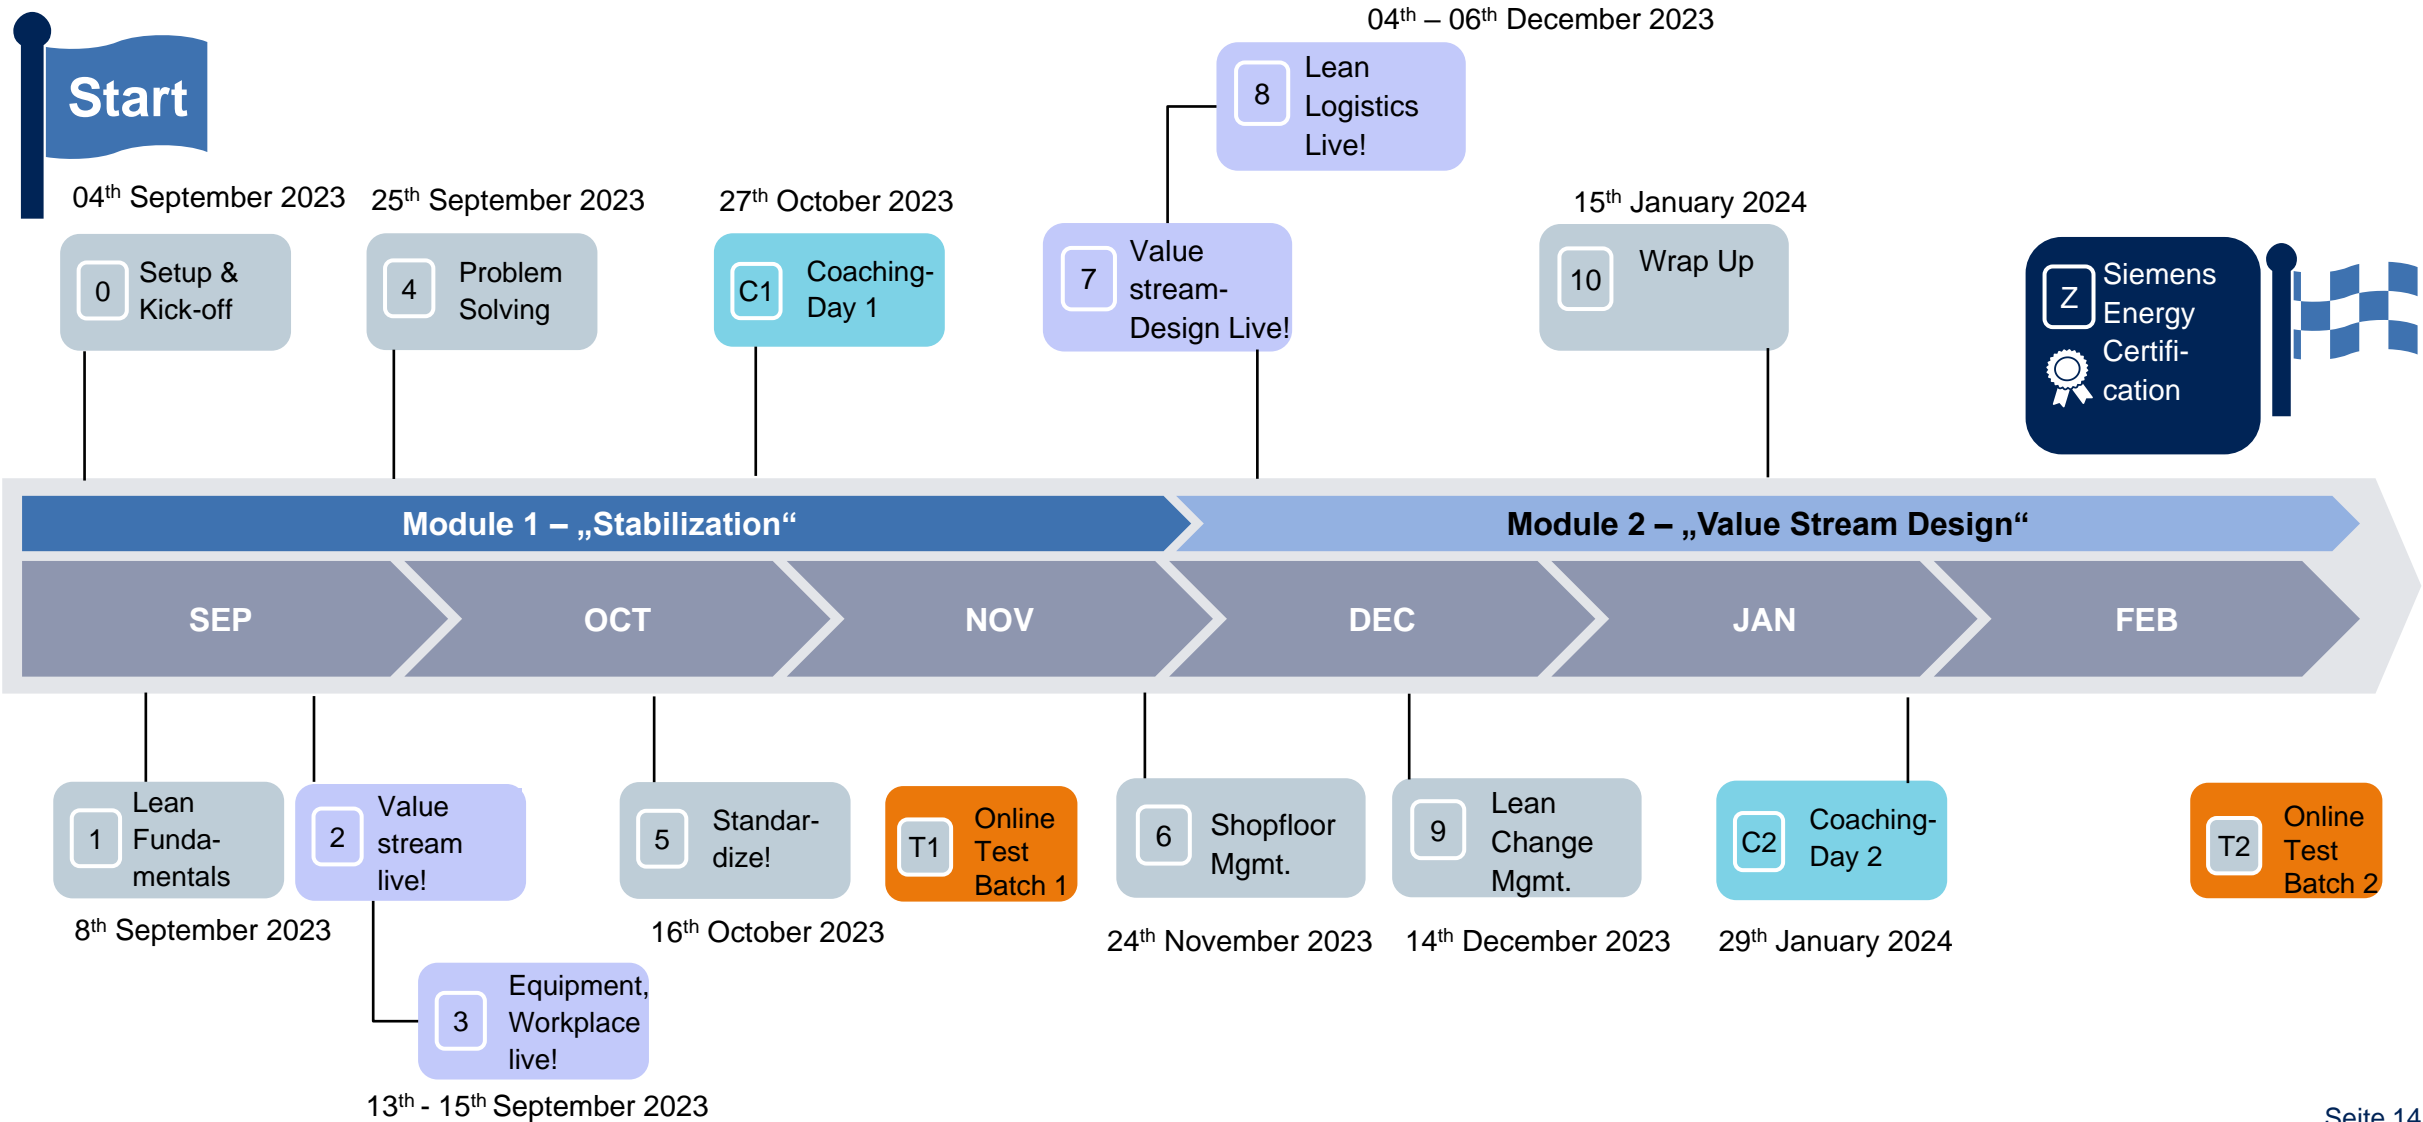 04th – 06th December 2023
Start
8
Lean
Logistics
Live!
04th September 2023
25th September 2023
27th October 2023
15th January 2024
0
Setup &
Kick-off
4
Problem
Solving
C1
Coaching-
Day 1
7
Value
stream-
Design Live!
10
Wrap Up
Z
Siemens
Energy
Certifi-
cation
Module 1 – „Stabilization“
Module 2 – „Value Stream Design“
SEP
OCT
NOV
DEC
JAN
FEB
1
Lean
Funda-
mentals
8th September 2023
2
Value
stream
live!
5
Standar-
dize!
16th October 2023
T1
Online
Test
Batch 1
6
Shopfloor
Mgmt.
24th November 2023
9
Lean
Change
Mgmt.
14th December 2023
C2
Coaching-
Day 2
29th January 2024
T2
Online
Test
Batch 2
3
Equipment,
Workplace
live!
13th - 15th September 2023
Seite 14